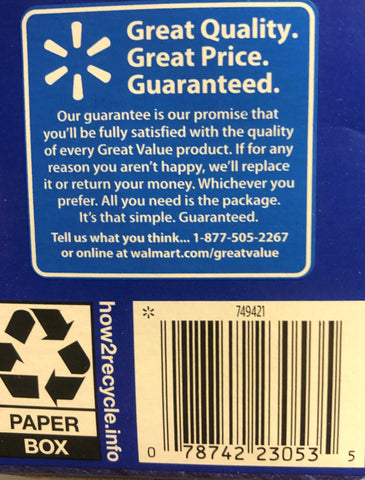 Great Quality.
Great Price.
Guaranteed.
Our guarantee is our promise that
you'll be fully satisfied with the quality
of every Great Value product. If for any
reason you aren't happy, we'll replace
it or return your money. Whichever you
prefer. All you need is the package.
It's that simple. Guaranteed.
Tell us what you think... 1-877-505-2267
or online at walmart.com/greatvalue
how2recycle.info
PAPER
BOX
749421
0 78742 23053 5